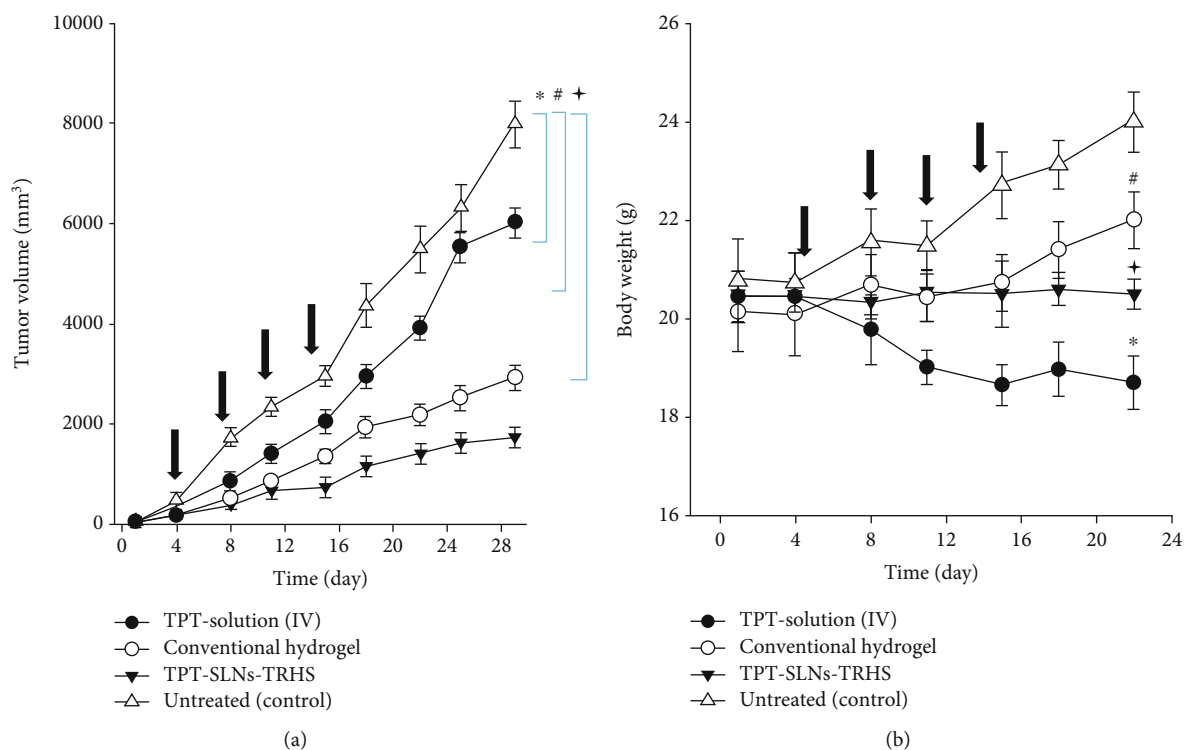 10000
8000
6000
4000
2000
0
Tumor volume (mm³)
* # ✦
0 4 8 12 16 20 24 28
Time (day)
TPT-solution (IV)
Conventional hydrogel
TPT-SLNs-TRHS
Untreated (control)
(a)
26
24
22
20
18
16
Body weight (g)
#
✦
*
0 4 8 12 16 20 24
Time (day)
TPT-solution (IV)
Conventional hydrogel
TPT-SLNs-TRHS
Untreated (control)
(b)